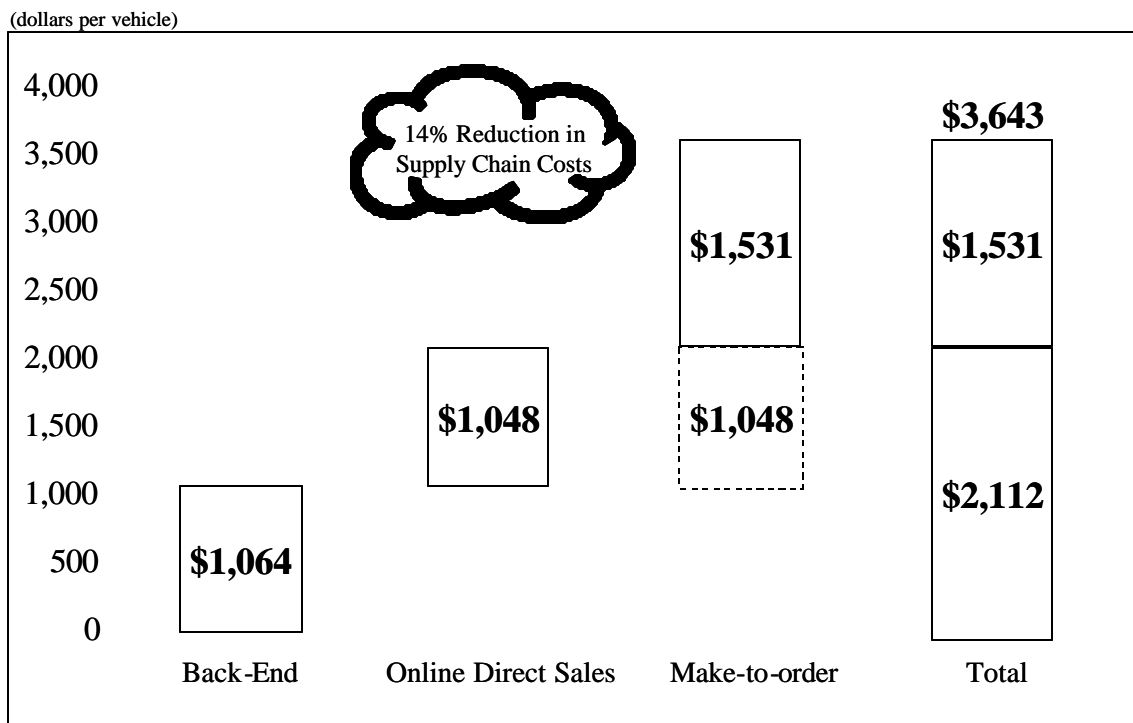 (dollars per vehicle)
4,000
3,500
3,000
2,500
2,000
1,500
1,000
500
0
14% Reduction in
Supply Chain Costs
$1,064
$1,048
$1,531
$1,048
$3,643
$1,531
$2,112
Back-End
Online Direct Sales
Make-to-order
Total